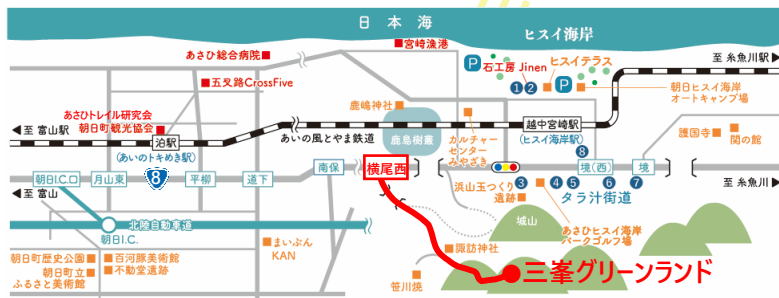 日本海
ヒスイ海岸
宮崎漁港
あさひ総合病院
石工房 Jinen
ヒスイテラス
至 糸魚川駅
P
P
五叉路CrossFive
1 2
朝日ヒスイ海岸
オートキャンプ場
鹿嶋神社
あさひトレイル研究会
朝日町観光協会
至 富山駅
泊駅
(あいのトキめき駅)
あいの風とやま鉄道
鹿島樹叢
カルチャー
センター
みやざき
越中宮崎駅
(ヒスイ海岸駅)
護国寺
関の館
8
朝日I.C.口
月山東
8
平柳
道下
南保
横尾西
境(西)
境
至 富山
至 糸魚川
浜山玉つくり
遺跡
3
4 5
6
7
タラ汁街道
北陸自動車道
朝日I.C.
城山
あさひヒスイ海岸
パークゴルフ場
まいぶん
KAN
諏訪神社
朝日町歴史公園
百河豚美術館
朝日町立
ふるさと美術館
不動堂遺跡
笹川焼
三峯グリーンランド